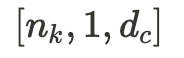 [n_k, 1, d_c]